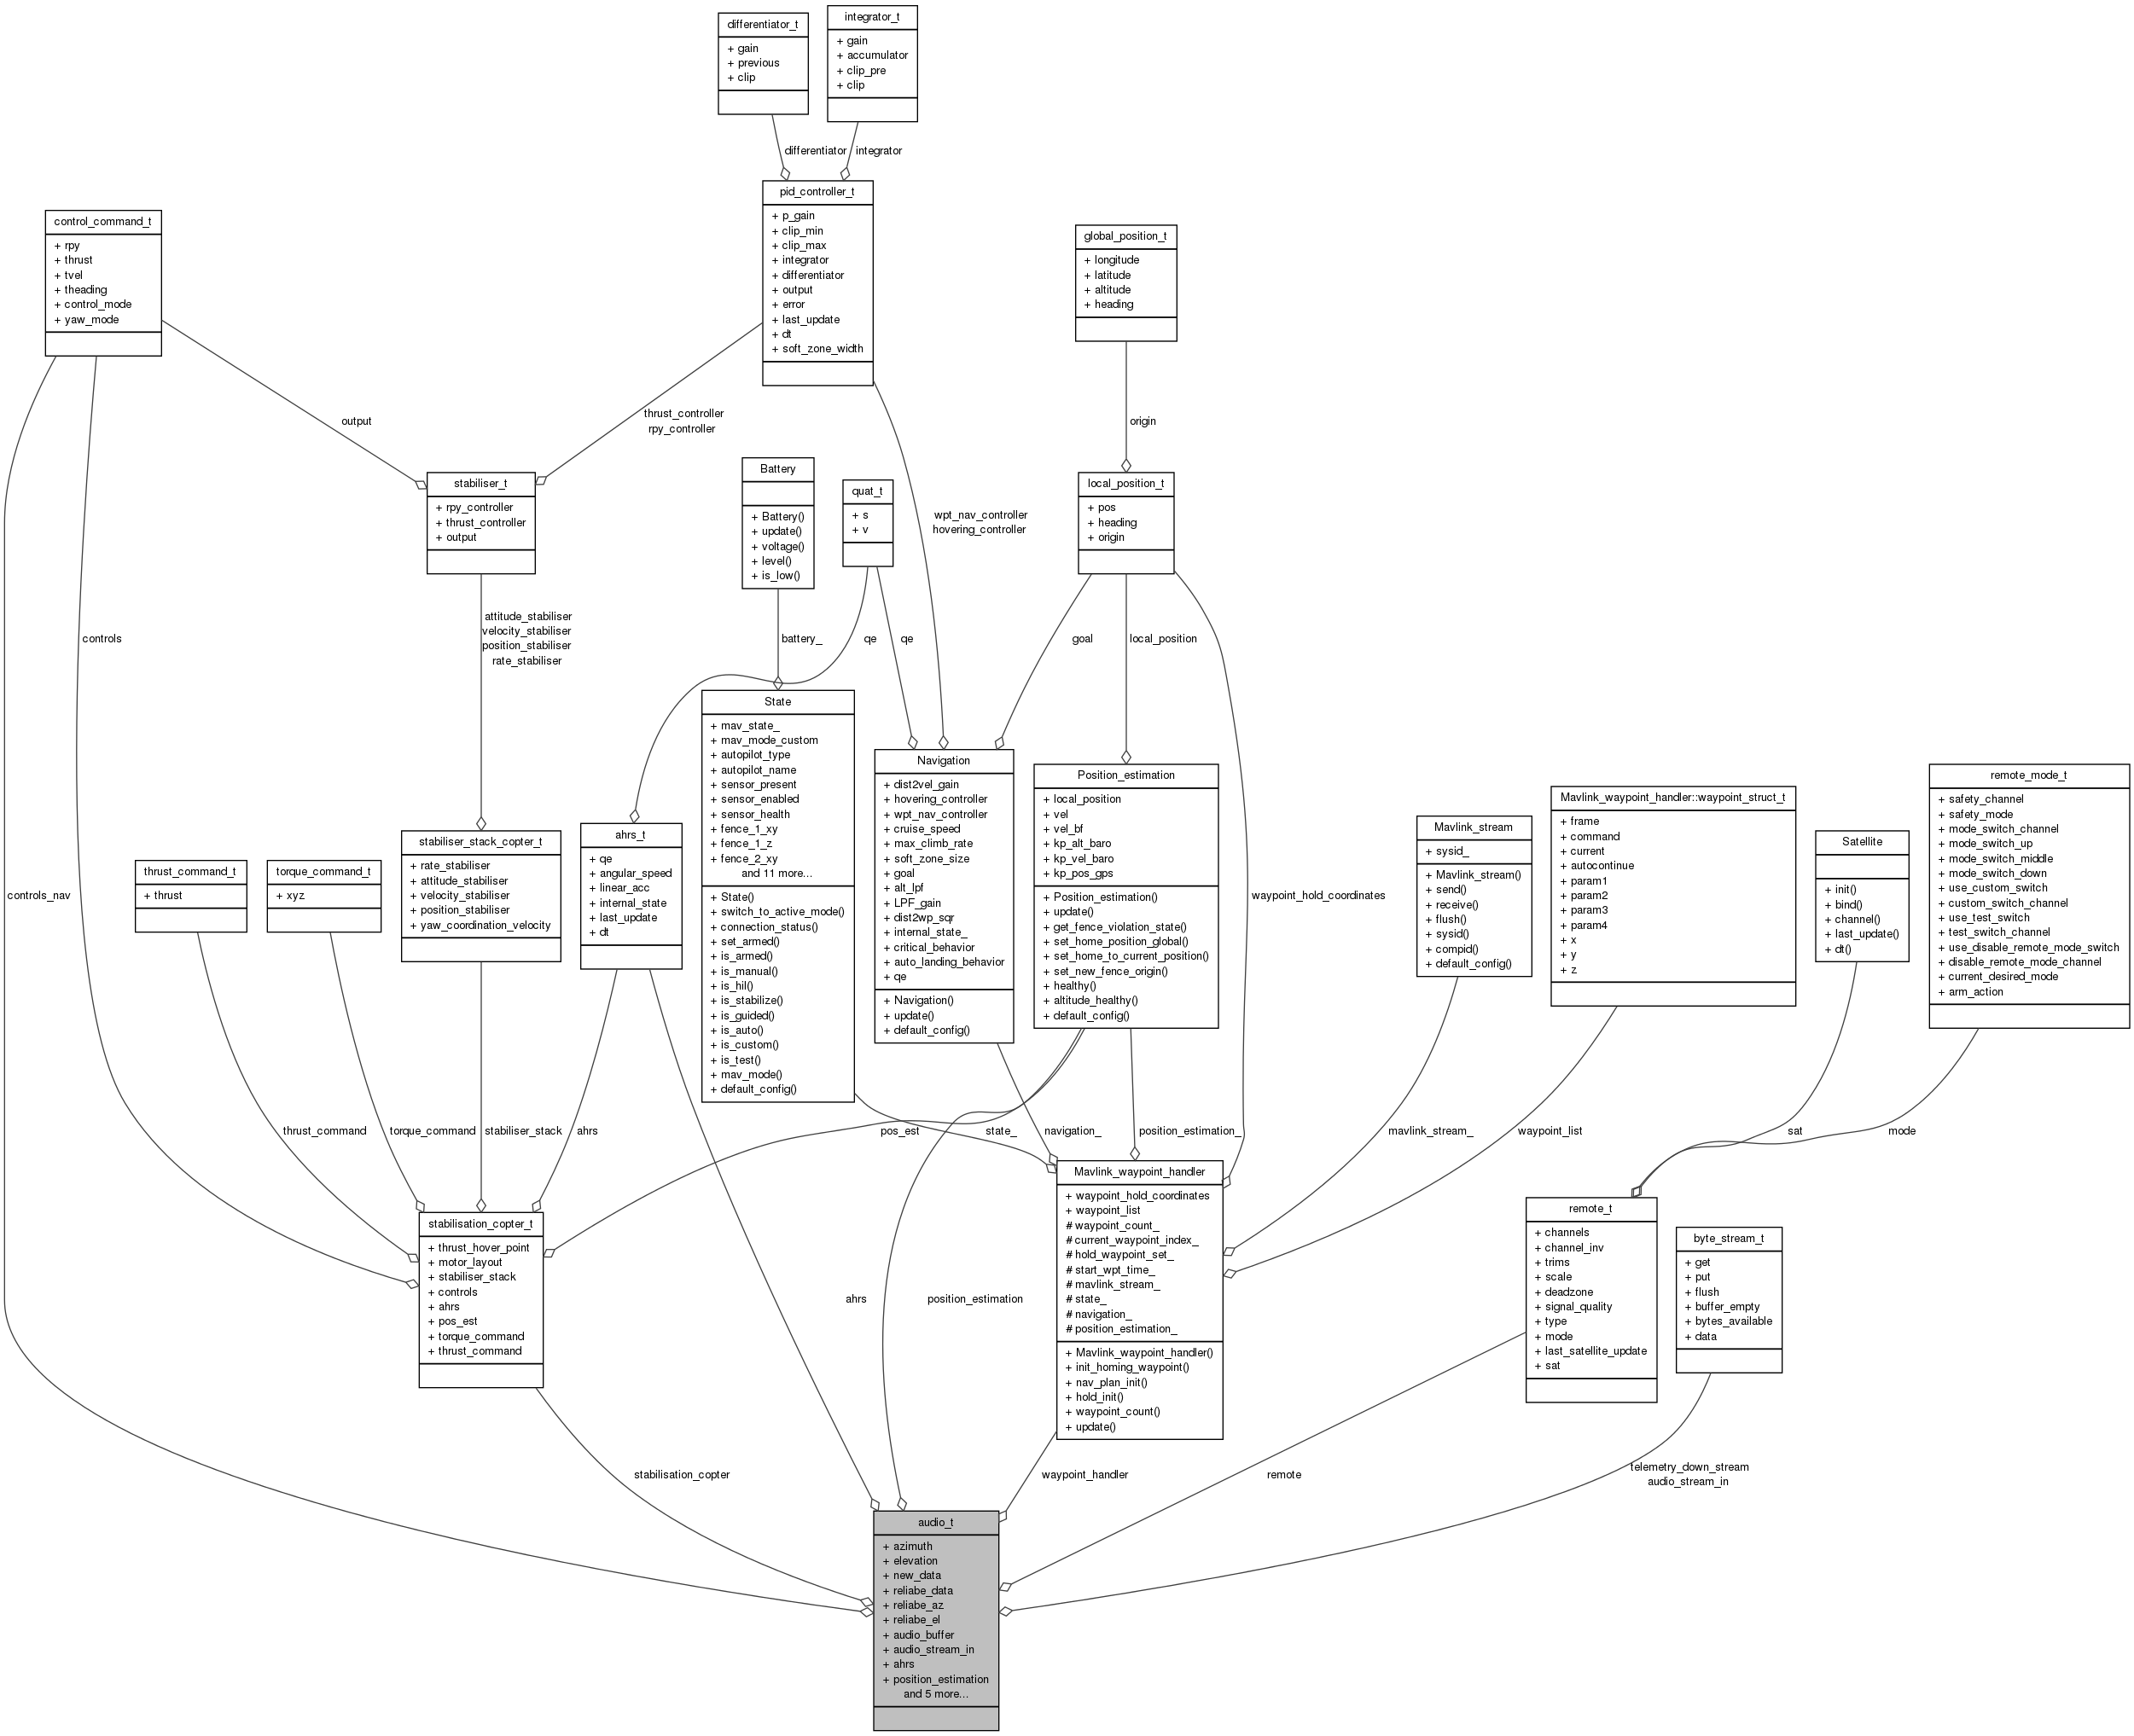 differentiator_t
+ gain
+ previous
+ clip
integrator_t
+ gain
+ accumulator
+ clip_pre
+ clip
differentiator
integrator
pid_controller_t
+ p_gain
+ clip_min
+ clip_max
+ integrator
+ differentiator
+ output
+ error
+ last_update
+ dt
+ soft_zone_width
control_command_t
+ rpy
+ thrust
+ tvel
+ theading
+ control_mode
+ yaw_mode
global_position_t
+ longitude
+ latitude
+ altitude
+ heading
output
thrust_controller
rpy_controller
origin
stabiliser_t
+ rpy_controller
+ thrust_controller
+ output
Battery
+ Battery()
+ update()
+ voltage()
+ level()
+ is_low()
quat_t
+ s
+ v
wpt_nav_controller
hovering_controller
local_position_t
+ pos
+ heading
+ origin
controls
attitude_stabiliser
velocity_stabiliser
position_stabiliser
rate_stabiliser
battery_
qe
qe
goal
local_position
State
+ mav_state_
+ mav_mode_custom
+ autopilot_type
+ autopilot_name
+ sensor_present
+ sensor_enabled
+ sensor_health
+ fence_1_xy
+ fence_1_z
+ fence_2_xy
and 11 more...
+ State()
+ switch_to_active_mode()
+ connection_status()
+ set_armed()
+ is_armed()
+ is_manual()
+ is_hil()
+ is_stabilize()
+ is_guided()
+ is_auto()
+ is_custom()
+ is_test()
+ mav_mode()
+ default_config()
Navigation
+ dist2vel_gain
+ hovering_controller
+ wpt_nav_controller
+ cruise_speed
+ max_climb_rate
+ soft_zone_size
+ goal
+ alt_lpf
+ LPF_gain
+ dist2wp_sqr
+ internal_state_
+ critical_behavior
+ auto_landing_behavior
+ qe
+ Navigation()
+ update()
+ default_config()
Position_estimation
+ local_position
+ vel
+ vel_bf
+ kp_alt_baro
+ kp_vel_baro
+ kp_pos_gps
+ Position_estimation()
+ update()
+ get_fence_violation_state()
+ set_home_position_global()
+ set_home_to_current_position()
+ set_new_fence_origin()
+ healthy()
+ altitude_healthy()
+ default_config()
waypoint_hold_coordinates
Mavlink_stream
+ sysid_
+ Mavlink_stream()
+ send()
+ receive()
+ flush()
+ sysid()
+ compid()
+ default_config()
Mavlink_waypoint_handler::waypoint_struct_t
+ frame
+ command
+ current
+ autocontinue
+ param1
+ param2
+ param3
+ param4
+ x
+ y
+ z
Satellite
+ init()
+ bind()
+ channel()
+ last_update()
+ dt()
remote_mode_t
+ safety_channel
+ safety_mode
+ mode_switch_channel
+ mode_switch_up
+ mode_switch_middle
+ mode_switch_down
+ use_custom_switch
+ custom_switch_channel
+ use_test_switch
+ test_switch_channel
+ use_disable_remote_mode_switch
+ disable_remote_mode_channel
+ current_desired_mode
+ arm_action
controls_nav
thrust_command_t
+ thrust
torque_command_t
+ xyz
stabiliser_stack_copter_t
+ rate_stabiliser
+ attitude_stabiliser
+ velocity_stabiliser
+ position_stabiliser
+ yaw_coordination_velocity
ahrs_t
+ qe
+ angular_speed
+ linear_acc
+ internal_state
+ last_update
+ dt
thrust_command
torque_command
stabiliser_stack
ahrs
pos_est
state_
navigation_
position_estimation_
mavlink_stream_
waypoint_list
sat
mode
stabilisation_copter_t
+ thrust_hover_point
+ motor_layout
+ stabiliser_stack
+ controls
+ ahrs
+ pos_est
+ torque_command
+ thrust_command
Mavlink_waypoint_handler
+ waypoint_hold_coordinates
+ waypoint_list
# waypoint_count_
# current_waypoint_index_
# hold_waypoint_set_
# start_wpt_time_
# mavlink_stream_
# state_
# navigation_
# position_estimation_
+ Mavlink_waypoint_handler()
+ init_homing_waypoint()
+ nav_plan_init()
+ hold_init()
+ waypoint_count()
+ update()
remote_t
+ channels
+ channel_inv
+ trims
+ scale
+ deadzone
+ signal_quality
+ type
+ mode
+ last_satellite_update
+ sat
byte_stream_t
+ get
+ put
+ flush
+ buffer_empty
+ bytes_available
+ data
ahrs
position_estimation
stabilisation_copter
waypoint_handler
remote
telemetry_down_stream
audio_stream_in
audio_t
+ azimuth
+ elevation
+ new_data
+ reliabe_data
+ reliabe_az
+ reliabe_el
+ audio_buffer
+ audio_stream_in
+ ahrs
+ position_estimation
and 5 more...